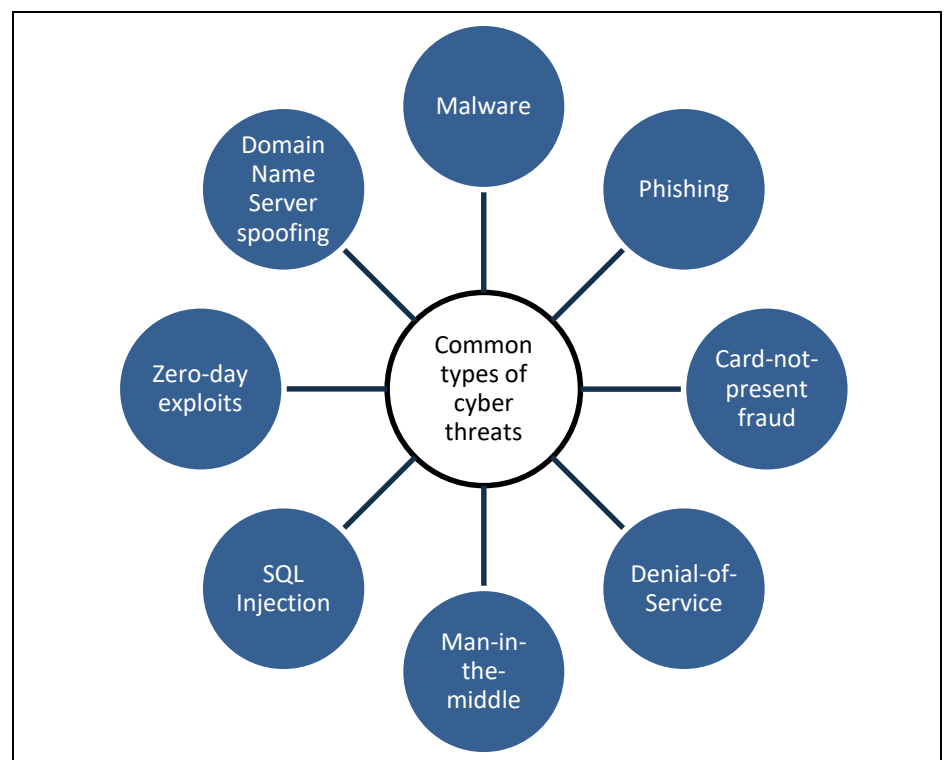 Malware
Phishing
Card-not-
present
fraud
Denial-of-
Service
Man-in-
the-
middle
SQL
Injection
Zero-day
exploits
Domain
Name
Server
spoofing
Common
types of
cyber
threats